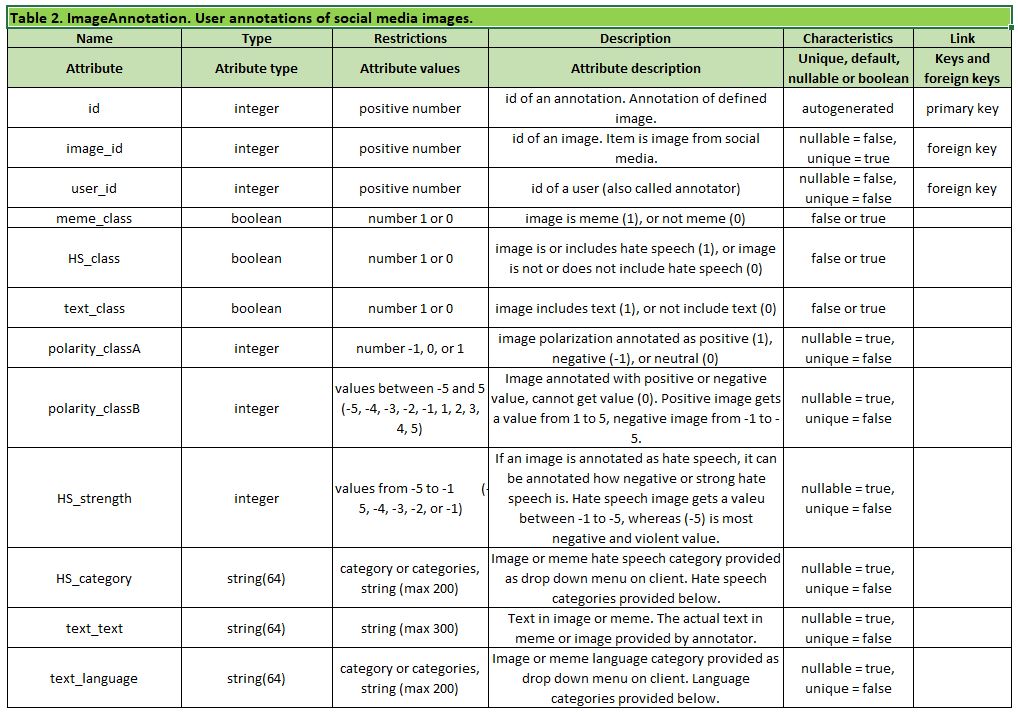 Table 2. ImageAnnotation. User annotations of social media images.
Name Type Restrictions Description Characteristics Link
Attribute Atribute type Attribute values Attribute description Unique, default, nullable or boolean Keys and foreign keys
id integer positive number id of an annotation. Annotation of defined image. autogenerated primary key
image_id integer positive number id of an image. Item is image from social media. nullable = false, unique = true foreign key
user_id integer positive number id of a user (also called annotator) nullable = false, unique = false foreign key
meme_class boolean number 1 or 0 image is meme (1), or not meme (0) false or true
HS_class boolean number 1 or 0 image is or includes hate speech (1), or image is not or does not include hate speech (0) false or true
text_class boolean number 1 or 0 image includes text (1), or not include text (0) false or true
polarity_classA integer number -1, 0, or 1 image polarization annotated as positive (1), negative (-1), or neutral (0) nullable = true, unique = false
polarity_classB integer values between -5 and 5 (-5, -4, -3, -2, -1, 1, 2, 3, 4, 5) Image annotated with positive or negative value, cannot get value (0). Positive image gets a value from 1 to 5, negative image from -1 to -5. nullable = true, unique = false
HS_strength integer values from -5 to -1 (-5, -4, -3, -2, or -1) If an image is annotated as hate speech, it can be annotated how negative or strong hate speech is. Hate speech image gets a valeu between -1 to -5, whereas (-5) is most negative and violent value. nullable = true, unique = false
HS_category string(64) category or categories, string (max 200) Image or meme hate speech category provided as drop down menu on client. Hate speech categories provided below. nullable = true, unique = false
text_text string(64) string (max 300) Text in image or meme. The actual text in meme or image provided by annotator. nullable = true, unique = false
text_language string(64) category or categories, string (max 200) Image or meme language category provided as drop down menu on client. Language categories provided below. nullable = true, unique = false